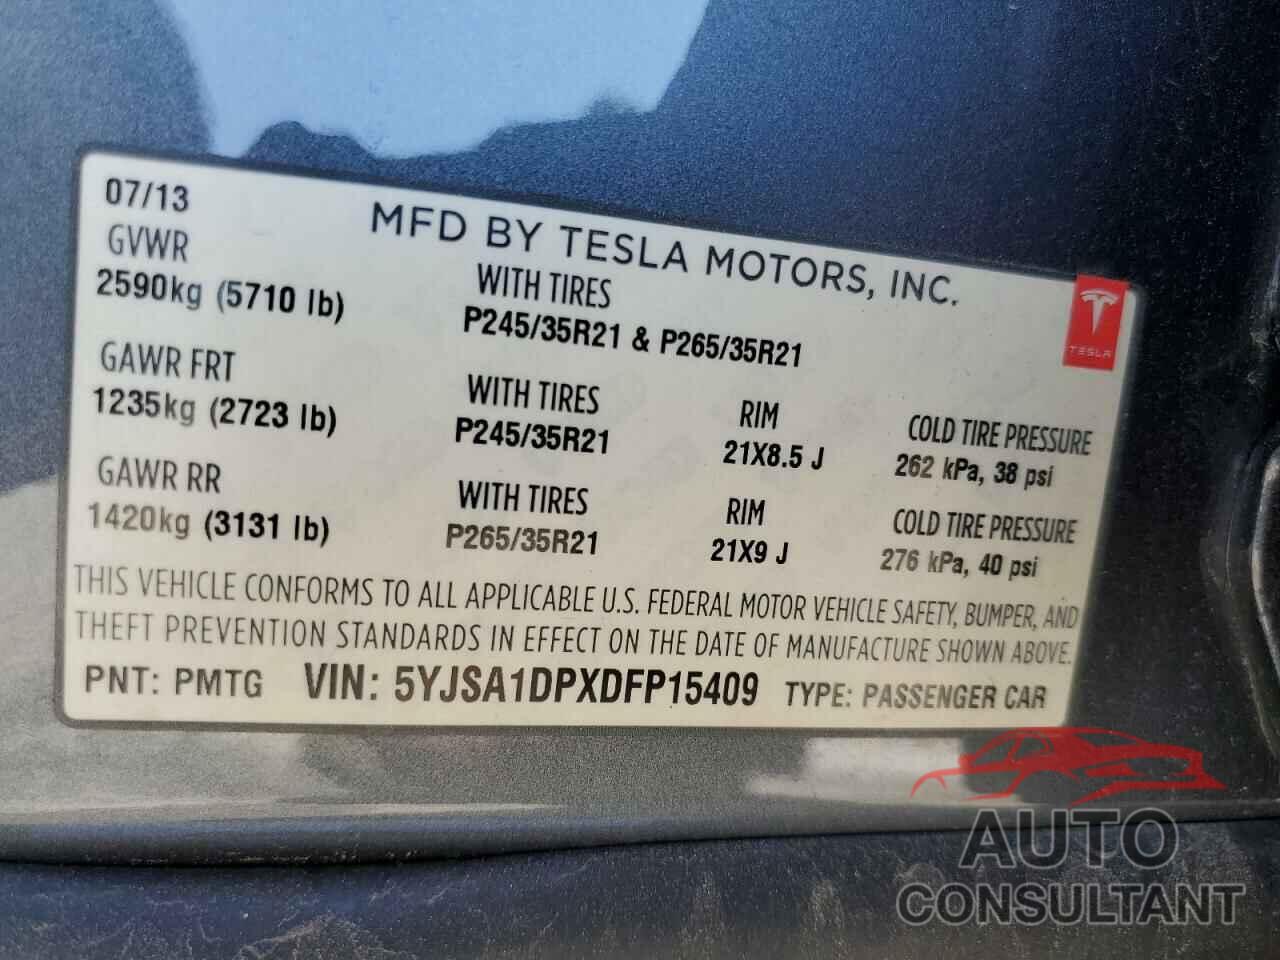 07/13
MFD BY TESLA MOTORS, INC.
GVWR
2590kg (5710 lb)
WITH TIRES
P245/35R21 & P265/35R21
TESLA
GAWR FRT
1235kg (2723 lb)
WITH TIRES
P245/35R21
RIM
21X8.5 J
COLD TIRE PRESSURE
262 kPa, 38 psi
GAWR RR
1420kg (3131 lb)
WITH TIRES
P265/35R21
RIM
21X9 J
COLD TIRE PRESSURE
276 kPa, 40 psi
THIS VEHICLE CONFORMS TO ALL APPLICABLE U.S. FEDERAL MOTOR VEHICLE SAFETY, BUMPER, AND
THEFT PREVENTION STANDARDS IN EFFECT ON THE DATE OF MANUFACTURE SHOWN ABOVE.
PNT: PMTG VIN: 5YJSA1DPXDFP15409 TYPE: PASSENGER CAR
AUTO
CONSULTANT